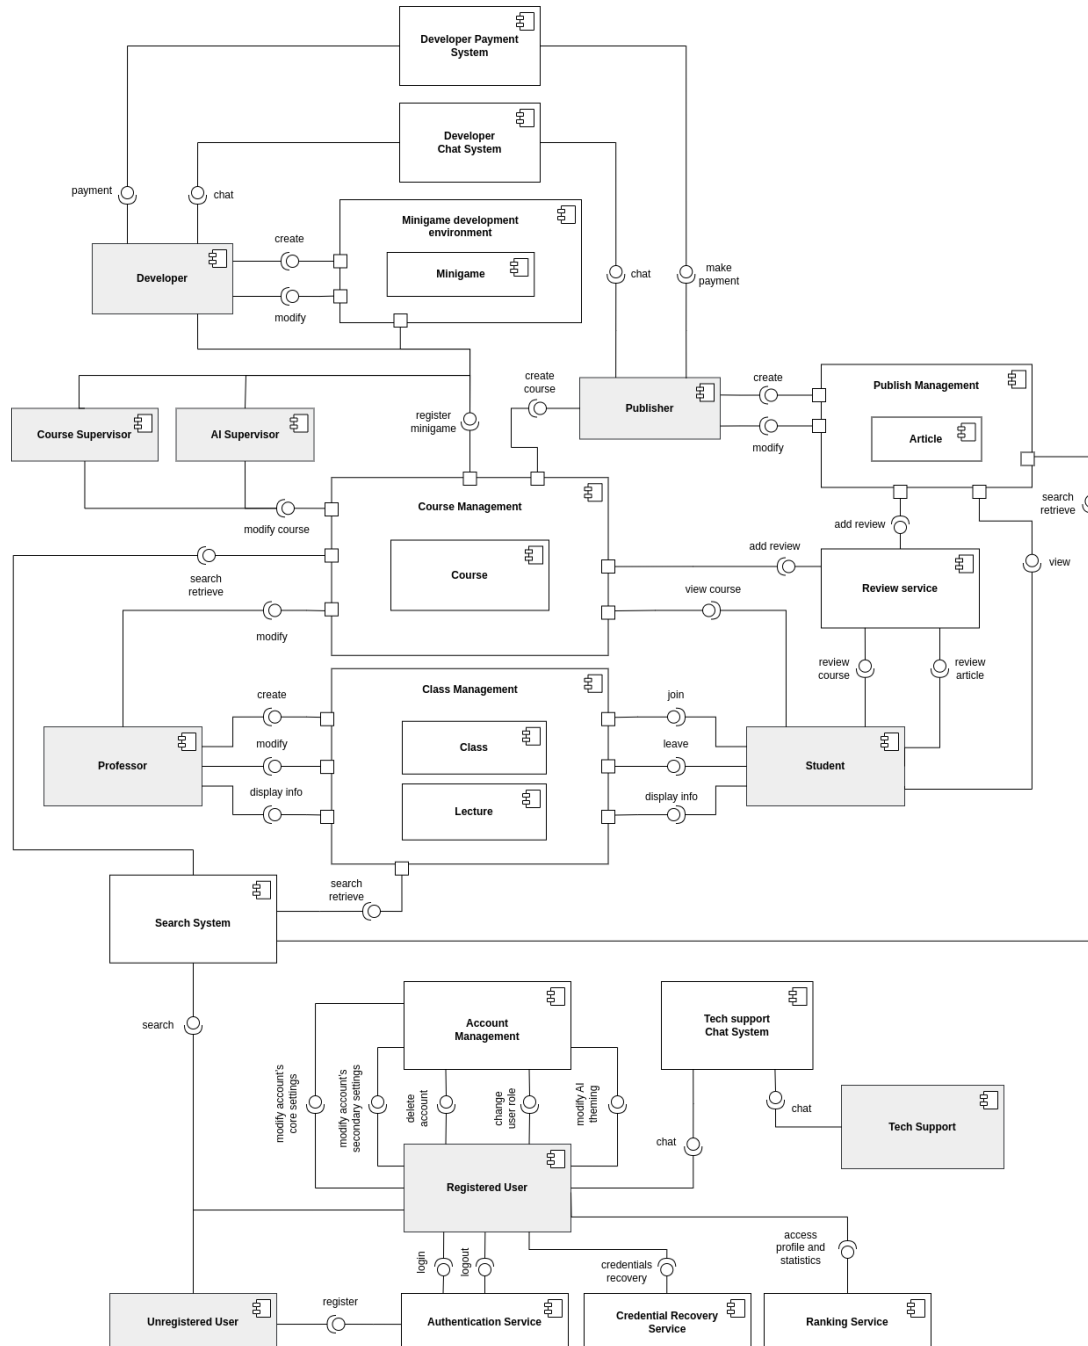 Developer Payment
System
Developer
Chat System
payment
chat
Minigame development
environment
Minigame
create
modify
Developer
chat
make
payment
create
course
Publisher
create
modify
Publish Management
Article
Course Supervisor
AI Supervisor
register
minigame
search
retrieve
modify course
Course Management
Course
add review
view
add review
Review service
search
retrieve
view course
modify
review
course
review
article
create
modify
display info
Class Management
Class
Lecture
join
leave
display info
Professor
Student
search
retrieve
Search System
search
Account
Management
Tech support
Chat System
modify account's
core settings
modify account's
secondary settings
delete
account
change
user role
modify AI
theming
chat
Tech Support
chat
Registered User
login
logout
credentials
recovery
access
profile and
statistics
register
Unregistered User
Authentication Service
Credential Recovery
Service
Ranking Service